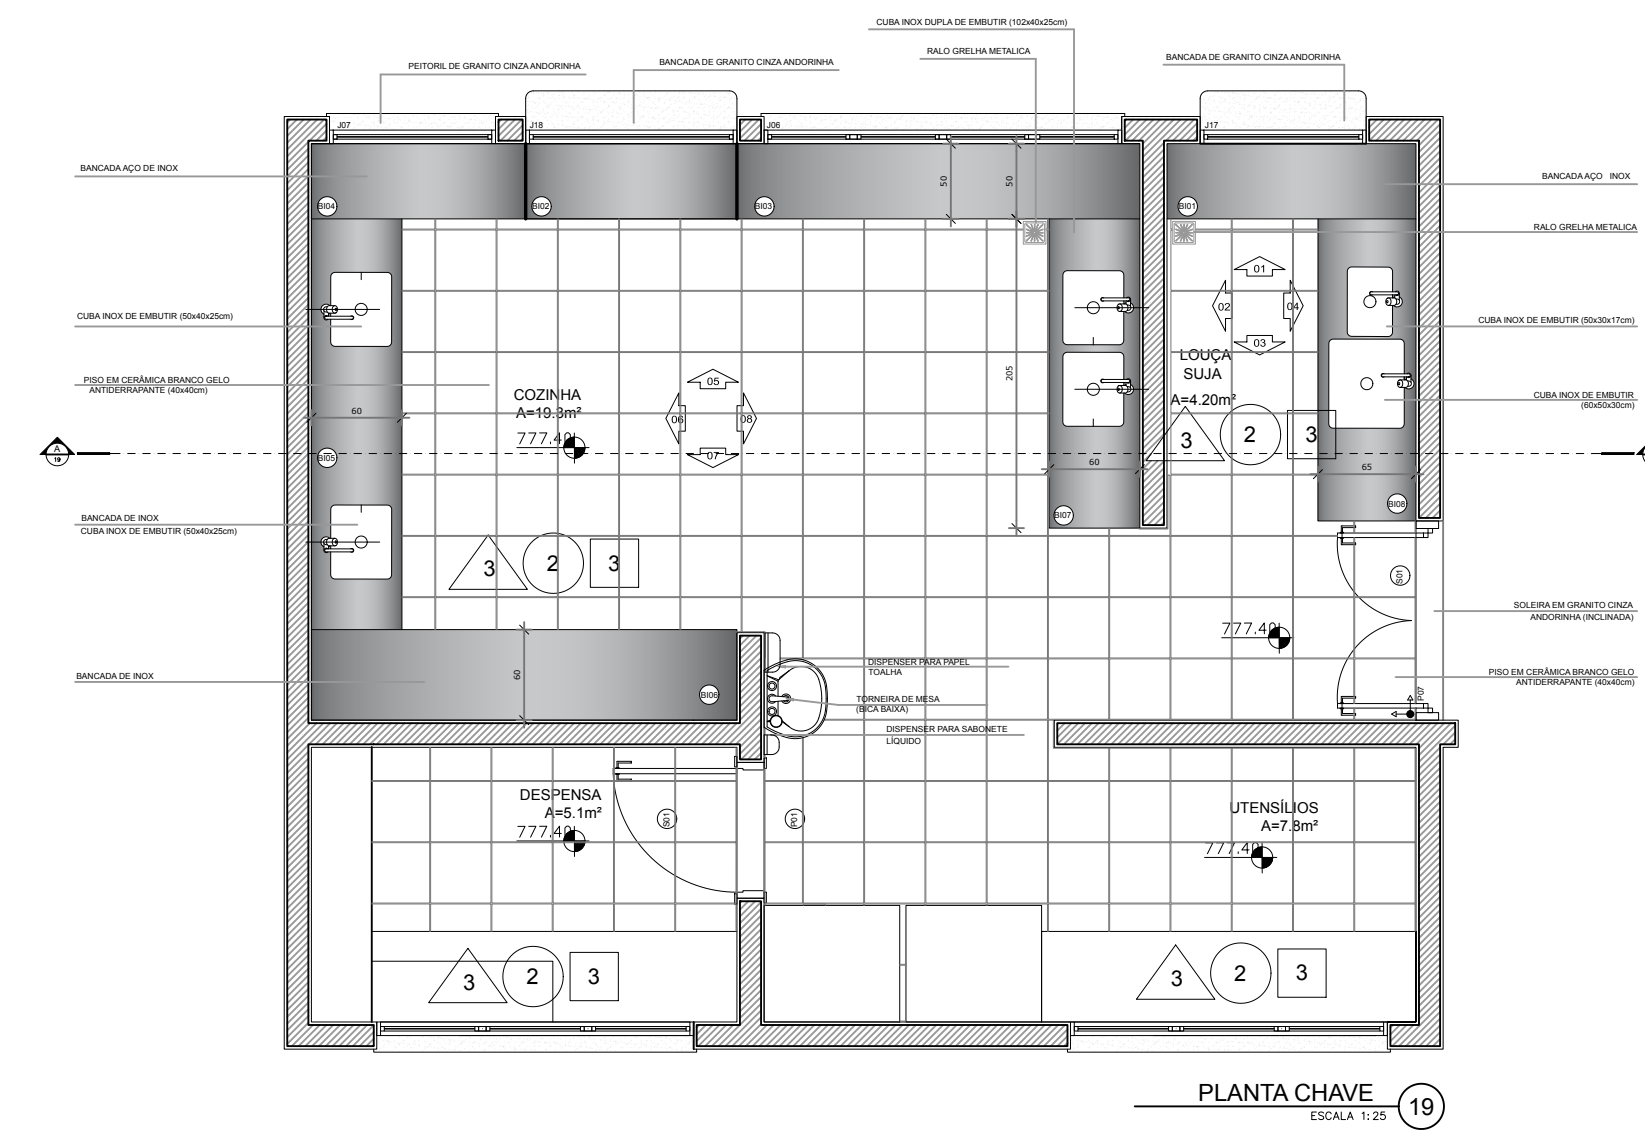 CUBA INOX DUPLA DE EMBUTIR (102x40x25cm)
RALO GRELHA METALICA
PEITORIL DE GRANITO CINZA ANDORINHA
BANCADA DE GRANITO CINZA ANDORINHA
BANCADA DE GRANITO CINZA ANDORINHA
J07
J18
J06
J17
BANCADA AÇO DE INOX
BANCADA AÇO INOX
50
50
BI04
BI02
BI03
BI01
RALO GRELHA METALICA
01
02
04
03
CUBA INOX DE EMBUTIR (50x40x25cm)
CUBA INOX DE EMBUTIR (50x30x17cm)
LOUÇA
SUJA
A=4.20m²
PISO EM CERÂMICA BRANCO GELO
ANTIDERRAPANTE (40x40cm)
205
05
06
08
07
COZINHA
A=19.3m²
777.40
CUBA INOX DE EMBUTIR
(60x50x30cm)
60
3
2
3
A
19
BI05
60
65
BI07
BI08
BANCADA DE INOX
CUBA INOX DE EMBUTIR (50x40x25cm)
3
2
3
S01
SOLEIRA EM GRANITO CINZA
ANDORINHA (INCLINADA)
777.40
BANCADA DE INOX
60
BI06
DISPENSER PARA PAPEL
TOALHA
TORNEIRA DE MESA
(BICA BAIXA)
DISPENSER PARA SABONETE
LÍQUIDO
PISO EM CERÂMICA BRANCO GELO
ANTIDERRAPANTE (40x40cm)
P07
DESPENSA
A=5.1m²
777.40
S01
P01
UTENSÍLIOS
A=7.8m²
777.40
3
2
3
3
2
3
PLANTA CHAVE
19
ESCALA 1:25